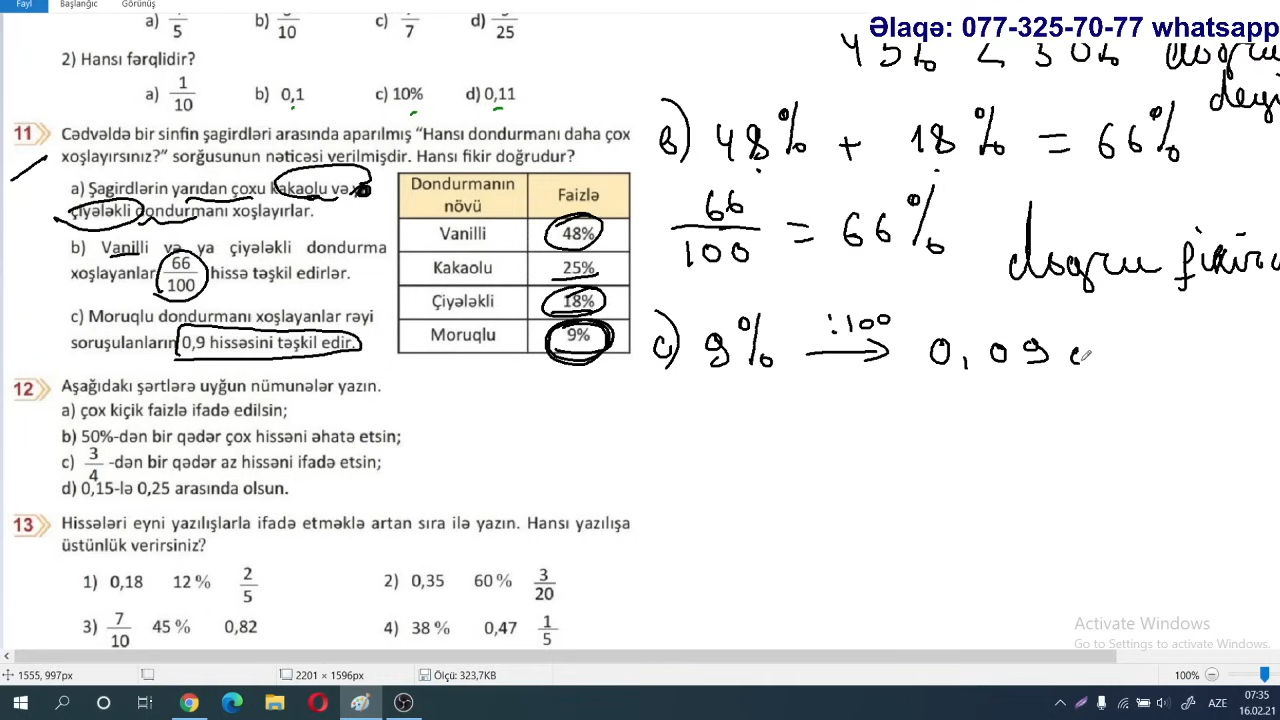 Fayl Başlanğıc Görünüş
Əlaqə: 077-325-70-77 whatsapp
a) /5 b) /10 c) /7 d) /25
45% < 50% doğru
deyi
2) Hansı fərqlidir?
a) 1/10 b) 0,1 c) 10% d) 0,11
11 Cədvəldə bir sinfin şagirdləri arasında aparılmış “Hansı dondurmanı daha çox
xoşlayırsınız?” sorğusunun nəticəsi verilmişdir. Hansı fikir doğrudur?
a) Şagirdlərin yarıdan çoxu kakaolu və
çiyələkli dondurmanı xoşlayırlar.
b) Vanilli və ya çiyələkli dondurma
xoşlayanlar 66/100 hissə təşkil edirlər.
c) Moruqlu dondurmanı xoşlayanlar rəyi
soruşulanların 0,9 hissəsini təşkil edir.
Dondurmanın növü Faizlə
Vanilli 48%
Kakaolu 25%
Çiyələkli 18%
Moruqlu 9%
b) 48% + 18% = 66%
66/100 = 66% doğru fikir
c) 9% :100 → 0,09
12 Aşağıdakı şərtlərə uyğun nümunələr yazın.
a) çox kiçik faizlə ifadə edilsin;
b) 50%-dən bir qədər çox hissəni əhatə etsin;
c) 3/4 -dən bir qədər az hissəni ifadə etsin;
d) 0,15-lə 0,25 arasında olsun.
13 Hissələri eyni yazılışlarla ifadə etməklə artan sıra ilə yazın. Hansı yazılışa
üstünlük verirsiniz?
1) 0,18 12 % 2/5 2) 0,35 60 % 3/20
3) 7/10 45 % 0,82 4) 38 % 0,47 1/5
Activate Windows
Go to Settings to activate Windows.
1555, 997px 2201 × 1596px Ölçü: 323,7KB 100%
AZE 07:35
16.02.21